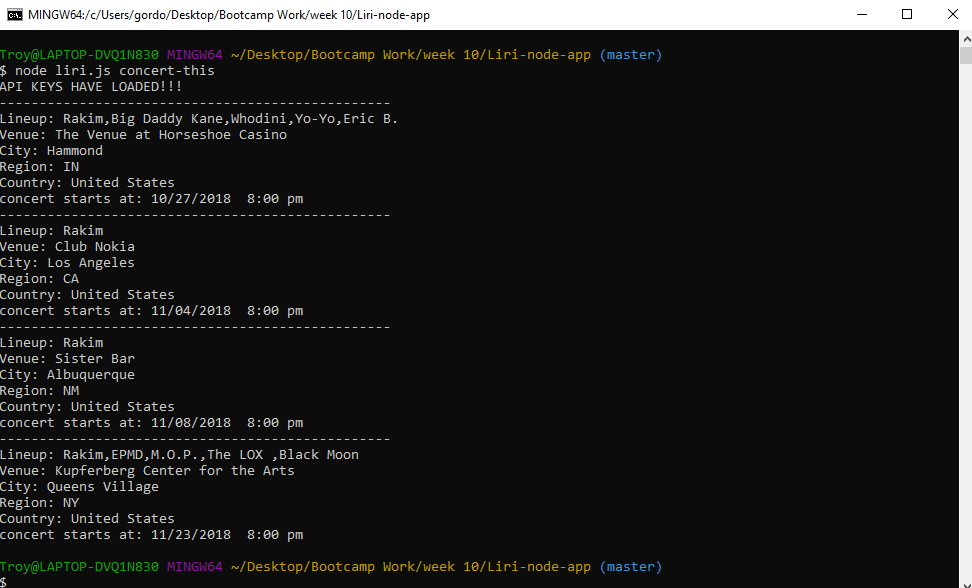 MINGW64:/c/Users/gordo/Desktop/Bootcamp Work/week 10/Liri-node-app
Troy@LAPTOP-DVQ1N830 MINGW64 ~/Desktop/Bootcamp Work/week 10/Liri-node-app (master)
$ node liri.js concert-this
API KEYS HAVE LOADED!!!
-------------------------------------------------
Lineup: Rakim,Big Daddy Kane,Whodini,Yo-Yo,Eric B.
Venue: The Venue at Horseshoe Casino
City: Hammond
Region: IN
Country: United States
concert starts at: 10/27/2018  8:00 pm
-------------------------------------------------
Lineup: Rakim
Venue: Club Nokia
City: Los Angeles
Region: CA
Country: United States
concert starts at: 11/04/2018  8:00 pm
-------------------------------------------------
Lineup: Rakim
Venue: Sister Bar
City: Albuquerque
Region: NM
Country: United States
concert starts at: 11/08/2018  8:00 pm
-------------------------------------------------
Lineup: Rakim,EPMD,M.O.P.,The LOX ,Black Moon
Venue: Kupferberg Center for the Arts
City: Queens Village
Region: NY
Country: United States
concert starts at: 11/23/2018  8:00 pm
Troy@LAPTOP-DVQ1N830 MINGW64 ~/Desktop/Bootcamp Work/week 10/Liri-node-app (master)
$